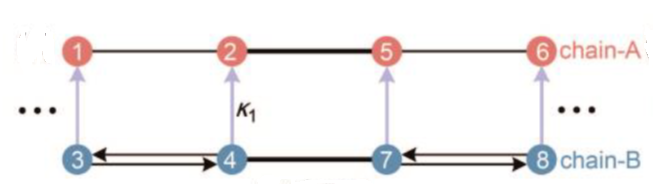 1 2 5 6 chain-A
... κ₁ ...
3 4 7 8 chain-B